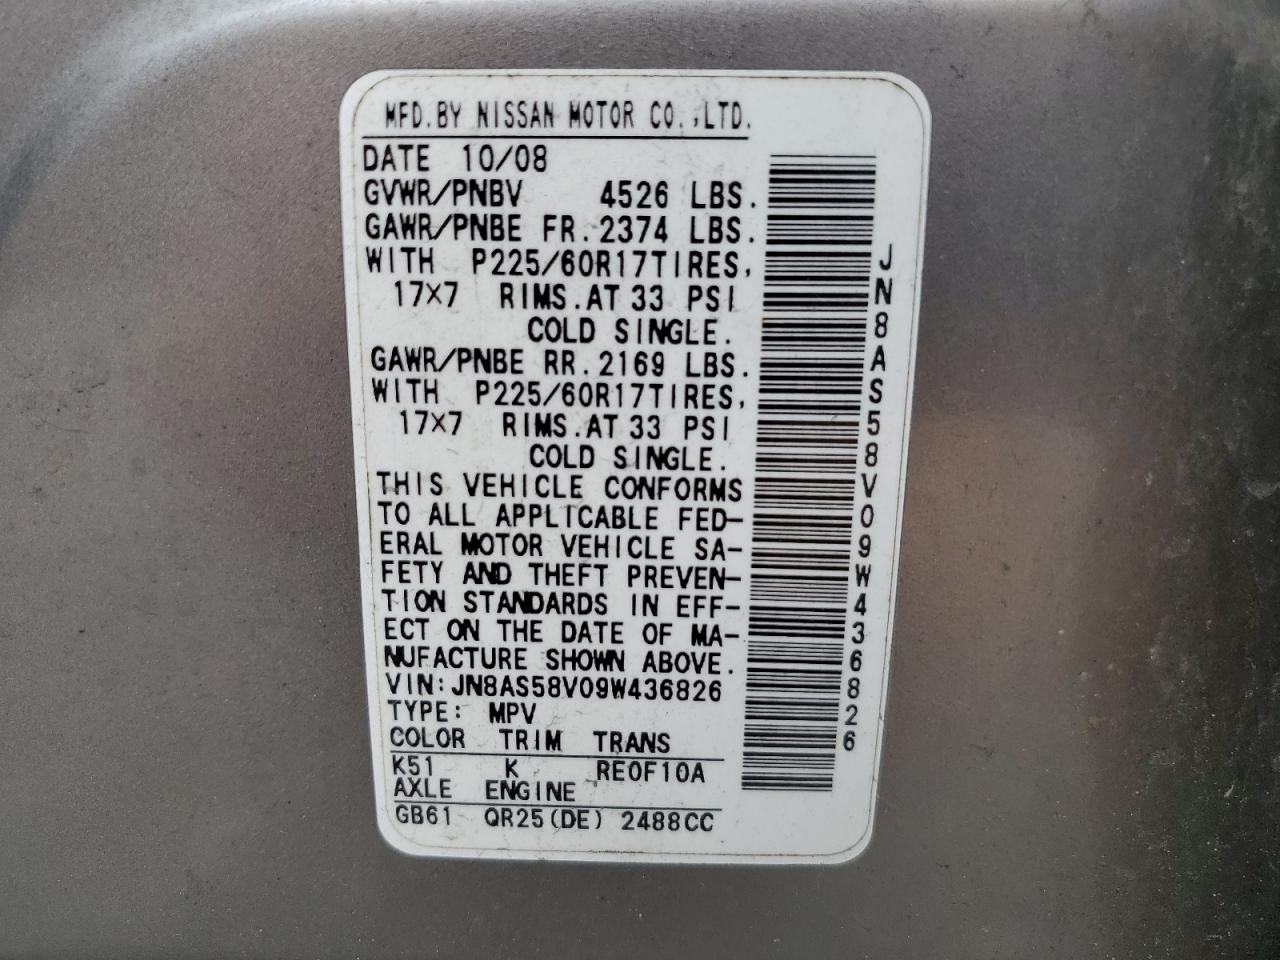 MFD.BY NISSAN MOTOR CO.,LTD.
DATE 10/08
GVWR/PNBV 4526 LBS.
GAWR/PNBE FR. 2374 LBS.
WITH P225/60R17TIRES,
17×7 RIMS.AT 33 PSI
COLD SINGLE.
GAWR/PNBE RR. 2169 LBS.
WITH P225/60R17TIRES,
17×7 RIMS.AT 33 PSI
COLD SINGLE.
THIS VEHICLE CONFORMS
TO ALL APPLICABLE FED-
ERAL MOTOR VEHICLE SA-
FETY AND THEFT PREVEN-
TION STANDARDS IN EFF-
ECT ON THE DATE OF MA-
NUFACTURE SHOWN ABOVE.
VIN:JN8AS58V09W436826
TYPE: MPV
COLOR TRIM TRANS
K51 K RE0F10A
AXLE ENGINE
GB61 QR25(DE) 2488CC
JN8AS58V09W436826